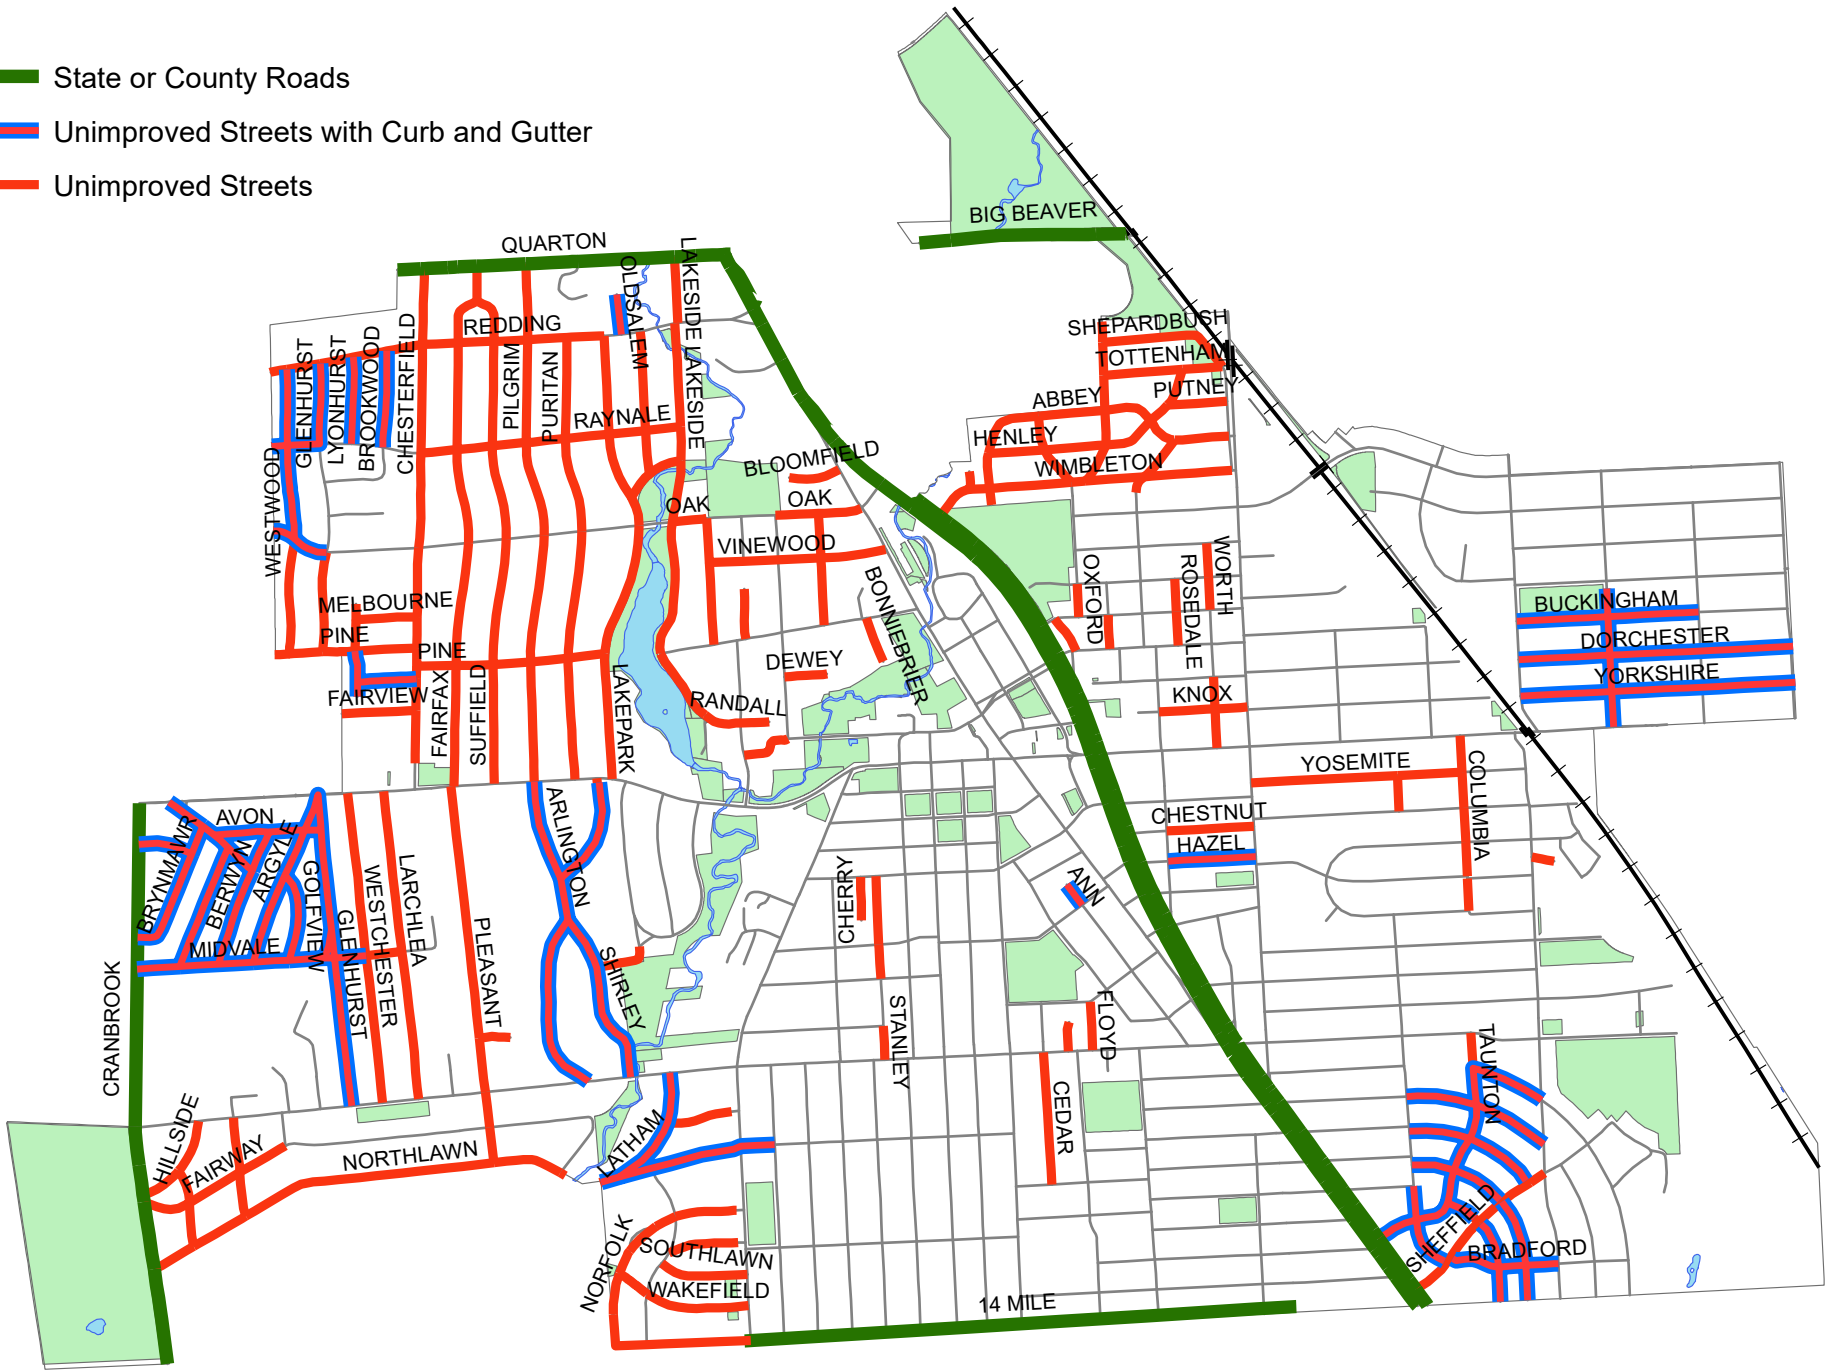 State or County Roads
Unimproved Streets with Curb and Gutter
Unimproved Streets
BIG BEAVER
QUARTON
LAKESIDE
OLDSALEM
REDDING
SHEPARDBUSH
TOTTENHAM
PUTNEY
ABBEY
HENLEY
WIMBLETON
GLENHURST
LYONHURST
BROOKWOOD
CHESTERFIELD
PILGRIM
PURITAN
RAYNALE
LAKESIDE
BLOOMFIELD
OAK
OAK
VINEWOOD
WESTWOOD
MELBOURNE
PINE
PINE
FAIRVIEW
FAIRFAX
SUFFIELD
LAKEPARK
DEWEY
RANDALL
BONNIEBRIER
OXFORD
ROSEDALE
WORTH
KNOX
BUCKINGHAM
DORCHESTER
YORKSHIRE
YOSEMITE
COLUMBIA
CHESTNUT
HAZEL
ANN
CHERRY
STANLEY
FLOYD
CEDAR
AVON
BRYNMAWR
BERWYN
ARGYLE
GOLFVIEW
MIDVALE
GLENHURST
WESTCHESTER
LARCHLEA
PLEASANT
ARLINGTON
SHIRLEY
CRANBROOK
HILLSIDE
FAIRWAY
NORTHLAWN
LATHAM
NORFOLK
SOUTHLAWN
WAKEFIELD
14 MILE
TAUNTON
SHEFFIELD
BRADFORD